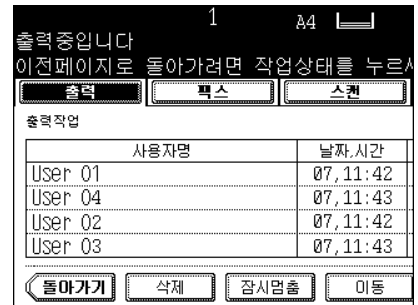 1 A4
출력중입니다
이전페이지로 돌아가려면 작업상태를 누르
출력 팩스 스캔
출력작업
사용자명 날짜,시간
User 01 07,11:42
User 04 07,11:43
User 02 07,11:42
User 03 07,11:43
돌아가기 삭제 잠시멈춤 이동